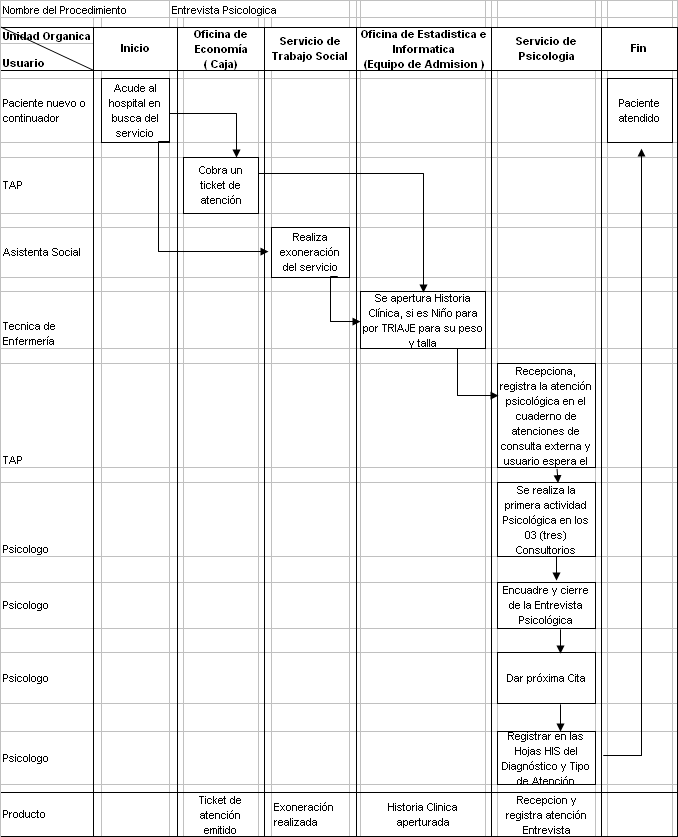 Nombre del Procedimiento Entrevista Psicologica
Unidad Organica
Usuario
Inicio
Oficina de
Economía
( Caja)
Servicio de
Trabajo Social
Oficina de Estadistica e
Informatica
(Equipo de Admision )
Servicio de
Psicologia
Fin
Paciente nuevo o
continuador
Acude al
hospital en
busca del
servicio
Paciente
atendido
TAP
Cobra un
ticket de
atención
Asistenta Social
Realiza
exoneración
del servicio
Tecnica de
Enfermería
Se apertura Historia
Clínica, si es Niño para
por TRIAJE para su peso
y talla
TAP
Recepciona,
registra la atención
psicológica en el
cuaderno de
atenciones de
consulta externa y
usuario espera el
Psicologo
Se realiza la
primera actividad
Psicológica en los
03 (tres)
Consultorios
Psicologo
Encuadre y cierre
de la Entrevista
Psicológica
Psicologo
Dar próxima Cita
Psicologo
Registrar en las
Hojas HIS del
Diagnóstico y Tipo
de Atención
Producto
Ticket de
atención
emitido
Exoneración
realizada
Historia Clinica
aperturada
Recepcion y
registra atención
Entrevista